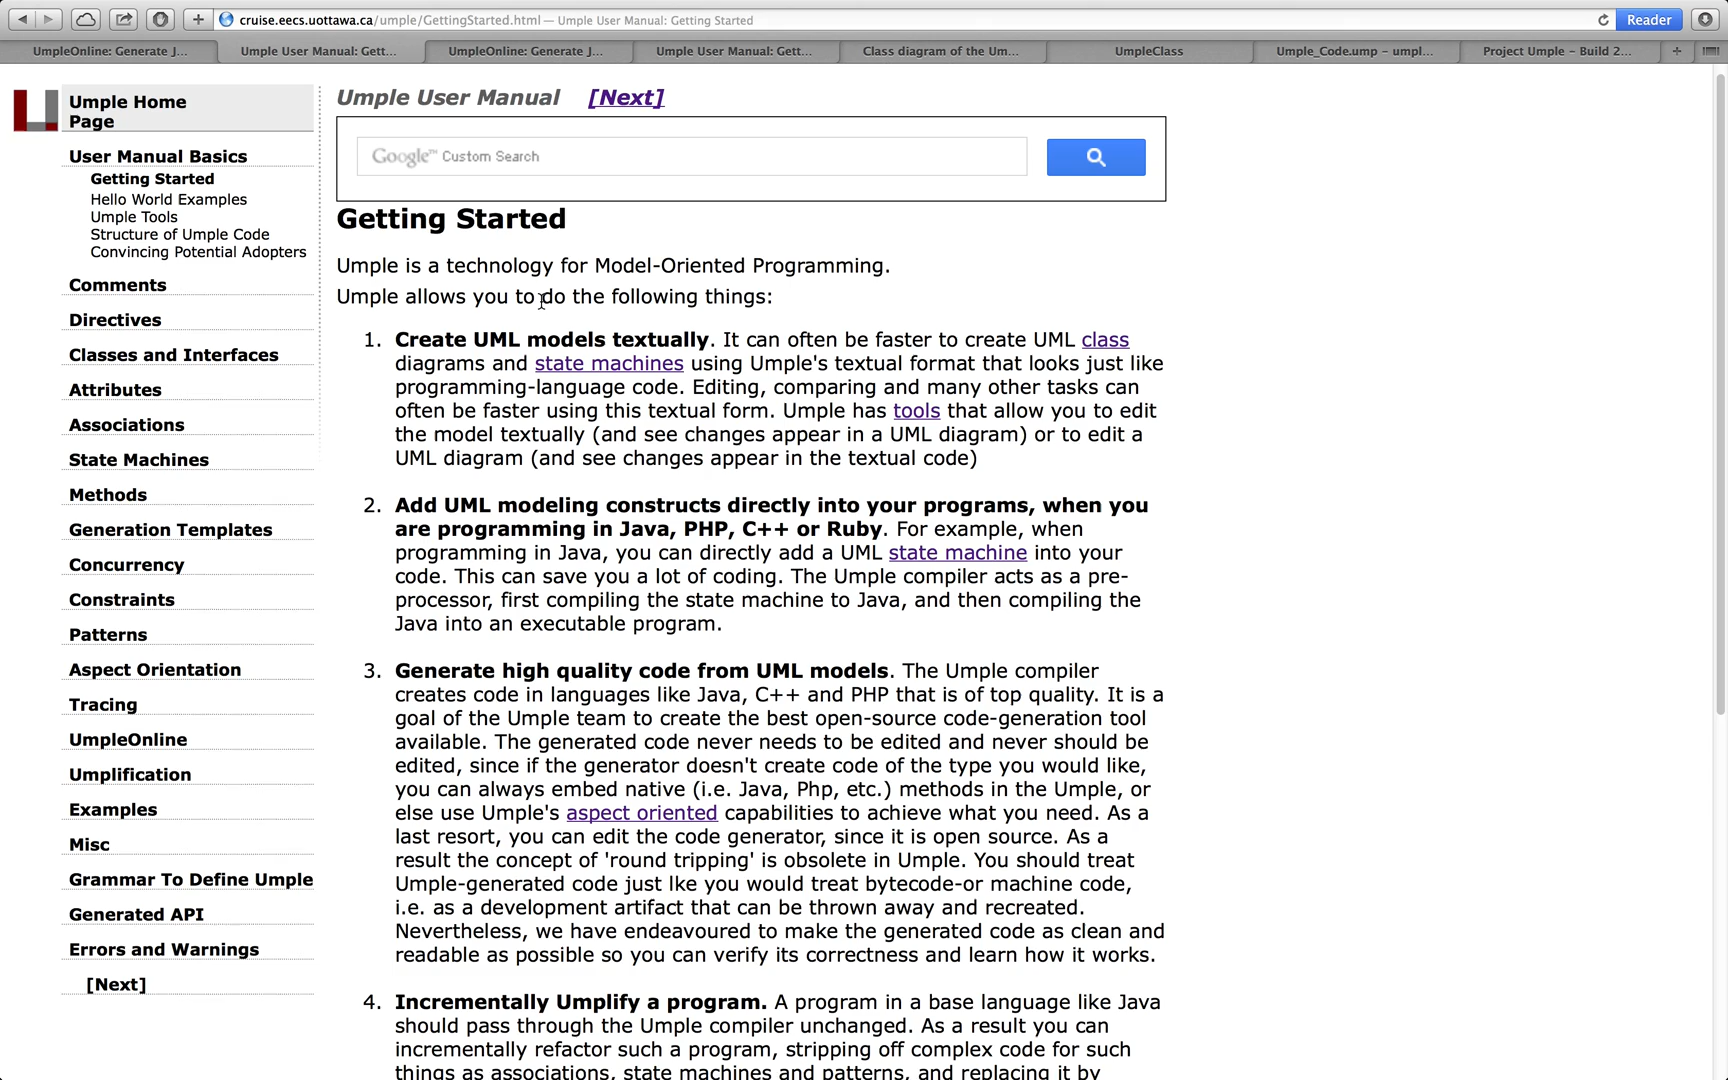 cruise.eecs.uottawa.ca/umple/GettingStarted.html — Umple User Manual: Getting Started
Reader
UmpleOnline: Generate J...
Umple User Manual: Gett...
UmpleOnline: Generate J...
Umple User Manual: Gett...
Class diagram of the Um...
UmpleClass
Umple_Code.ump – umpl...
Project Umple – Build 2...
Umple Home
Page
User Manual Basics
Getting Started
Hello World Examples
Umple Tools
Structure of Umple Code
Convincing Potential Adopters
Comments
Directives
Classes and Interfaces
Attributes
Associations
State Machines
Methods
Generation Templates
Concurrency
Constraints
Patterns
Aspect Orientation
Tracing
UmpleOnline
Umplification
Examples
Misc
Grammar To Define Umple
Generated API
Errors and Warnings
[Next]
Umple User Manual [Next]
Google™ Custom Search
Getting Started
Umple is a technology for Model-Oriented Programming.
Umple allows you to do the following things:
1. Create UML models textually. It can often be faster to create UML class
diagrams and state machines using Umple's textual format that looks just like
programming-language code. Editing, comparing and many other tasks can
often be faster using this textual form. Umple has tools that allow you to edit
the model textually (and see changes appear in a UML diagram) or to edit a
UML diagram (and see changes appear in the textual code)
2. Add UML modeling constructs directly into your programs, when you
are programming in Java, PHP, C++ or Ruby. For example, when
programming in Java, you can directly add a UML state machine into your
code. This can save you a lot of coding. The Umple compiler acts as a pre-
processor, first compiling the state machine to Java, and then compiling the
Java into an executable program.
3. Generate high quality code from UML models. The Umple compiler
creates code in languages like Java, C++ and PHP that is of top quality. It is a
goal of the Umple team to create the best open-source code-generation tool
available. The generated code never needs to be edited and never should be
edited, since if the generator doesn't create code of the type you would like,
you can always embed native (i.e. Java, Php, etc.) methods in the Umple, or
else use Umple's aspect oriented capabilities to achieve what you need. As a
last resort, you can edit the code generator, since it is open source. As a
result the concept of 'round tripping' is obsolete in Umple. You should treat
Umple-generated code just lke you would treat bytecode-or machine code,
i.e. as a development artifact that can be thrown away and recreated.
Nevertheless, we have endeavoured to make the generated code as clean and
readable as possible so you can verify its correctness and learn how it works.
4. Incrementally Umplify a program. A program in a base language like Java
should pass through the Umple compiler unchanged. As a result you can
incrementally refactor such a program, stripping off complex code for such
things as associations, state machines and patterns, and replacing it by